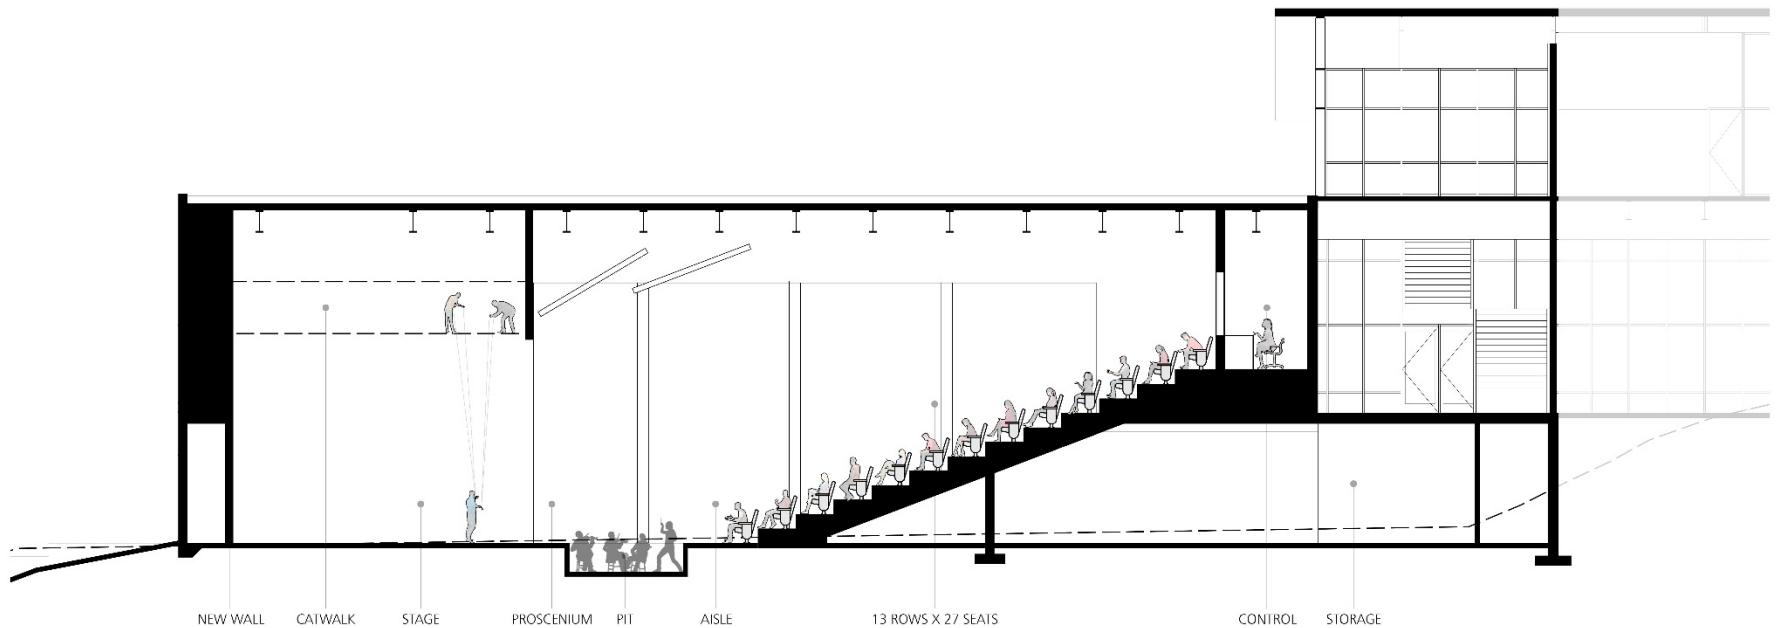 NEW WALL
CATWALK
STAGE
PROSCENIUM
PIT
AISLE
13 ROWS X 27 SEATS
CONTROL
STORAGE